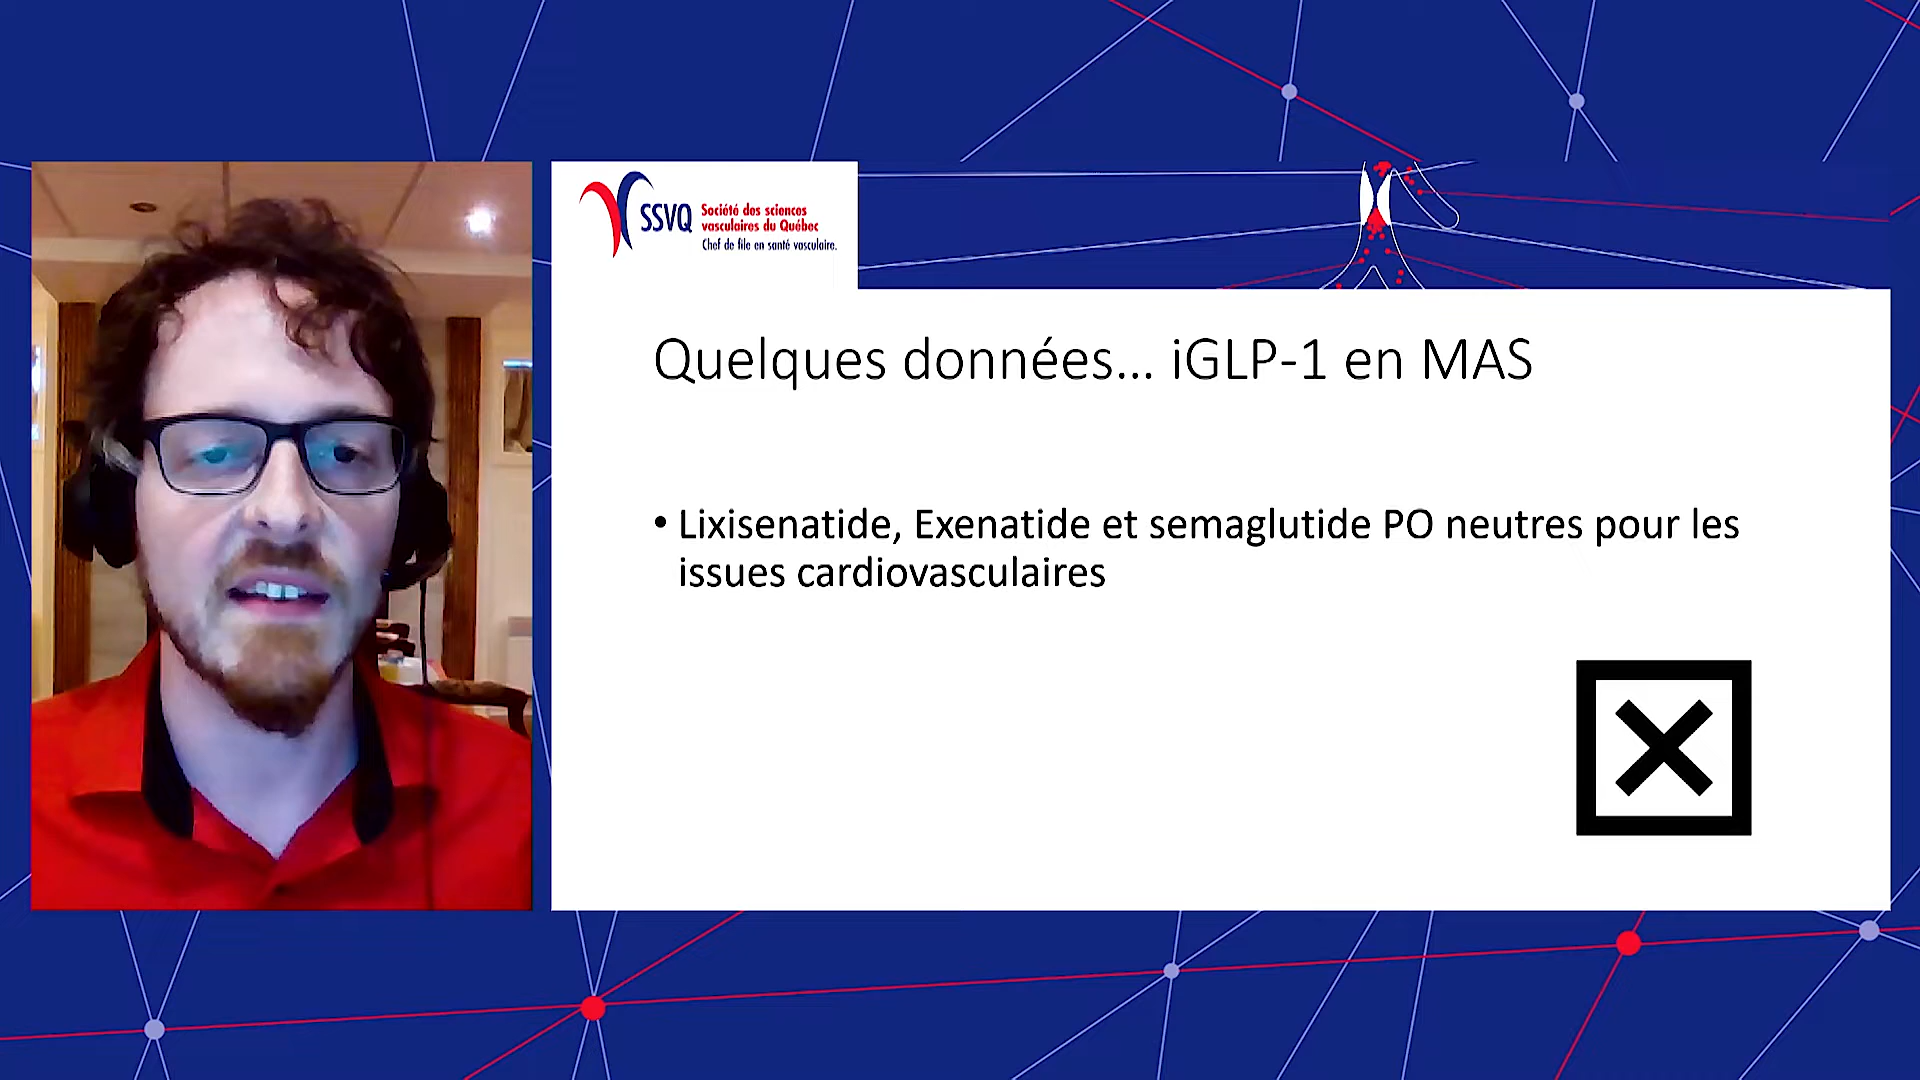 SSVQ
Société des sciences
vasculaires du Québec
Chef de file en santé vasculaire.
Quelques données... iGLP-1 en MAS
• Lixisenatide, Exenatide et semaglutide PO neutres pour les
issues cardiovasculaires